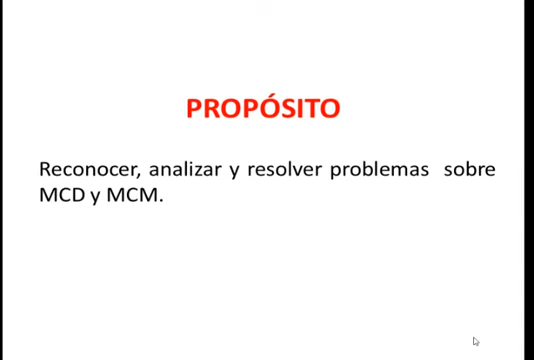 PROPÓSITO
Reconocer, analizar y resolver problemas sobre
MCD y MCM.